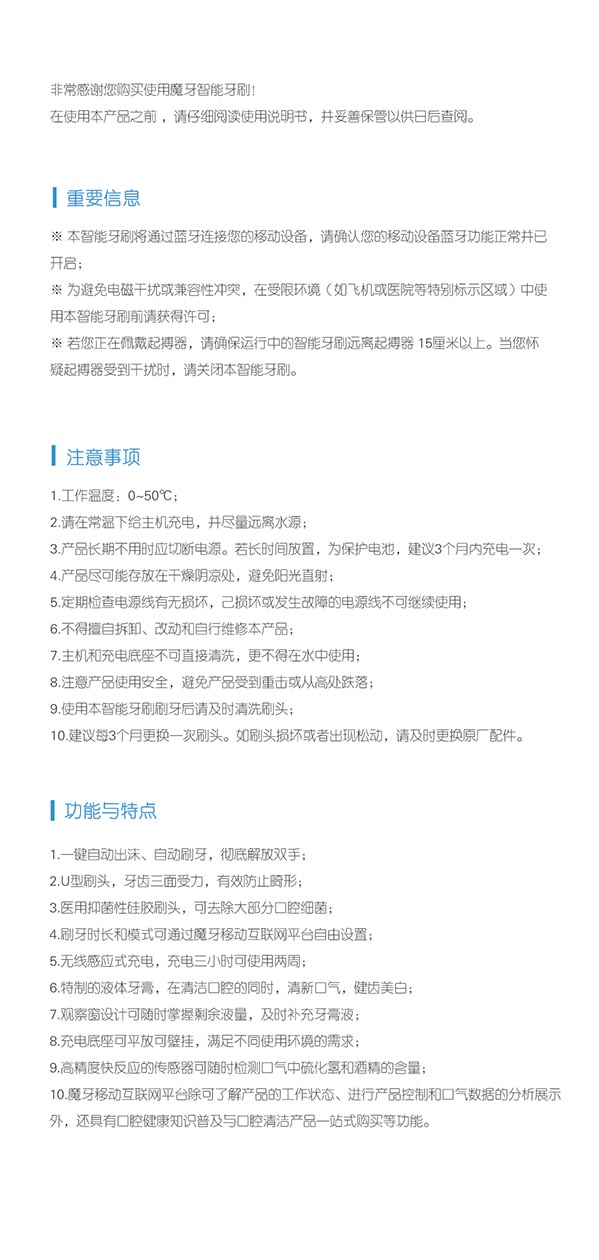 非常感谢您购买使用魔牙智能牙刷!
在使用本产品之前，请仔细阅读使用说明书，并妥善保管以供日后查阅。
重要信息
※ 本智能牙刷将通过蓝牙连接您的移动设备，请确认您的移动设备蓝牙功能正常并已
开启；
※ 为避免电磁干扰或兼容性冲突，在受限环境（如飞机或医院等特别标示区域）中使
用本智能牙刷前请获得许可；
※ 若您正在佩戴起搏器，请确保运行中的智能牙刷远离起搏器 15厘米以上。当您怀
疑起搏器受到干扰时，请关闭本智能牙刷。
注意事项
1.工作温度：0~50℃；
2.请在常温下给主机充电，并尽量远离水源；
3.产品长期不用时应切断电源。若长时间放置，为保护电池，建议3个月内充电一次；
4.产品尽可能存放在干燥阴凉处，避免阳光直射；
5.定期检查电源线有无损坏，己损坏或发生故障的电源线不可继续使用；
6.不得擅自拆卸、改动和自行维修本产品；
7.主机和充电底座不可直接清洗，更不得在水中使用；
8.注意产品使用安全，避免产品受到重击或从高处跌落；
9.使用本智能牙刷刷牙后请及时清洗刷头；
10.建议每3个月更换一次刷头。如刷头损坏或者出现松动，请及时更换原厂配件。
功能与特点
1.一键自动出沫、自动刷牙，彻底解放双手；
2.U型刷头，牙齿三面受力，有效防止畸形；
3.医用抑菌性硅胶刷头，可去除大部分口腔细菌；
4.刷牙时长和模式可通过魔牙移动互联网平台自由设置；
5.无线感应式充电，充电三小时可使用两周；
6.特制的液体牙膏，在清洁口腔的同时，清新口气，健齿美白；
7.观察窗设计可随时掌握剩余液量，及时补充牙膏液；
8.充电底座可平放可壁挂，满足不同使用环境的需求；
9.高精度快反应的传感器可随时检测口气中硫化氢和酒精的含量；
10.魔牙移动互联网平台除可了解产品的工作状态、进行产品控制和口气数据的分析展示
外，还具有口腔健康知识普及与口腔清洁产品一站式购买等功能。